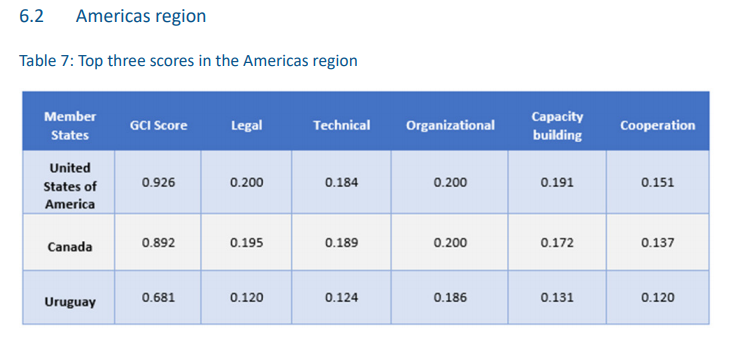 6.2 Americas region
Table 7: Top three scores in the Americas region
Member States GCI Score Legal Technical Organizational Capacity building Cooperation
United States of America 0.926 0.200 0.184 0.200 0.191 0.151
Canada 0.892 0.195 0.189 0.200 0.172 0.137
Uruguay 0.681 0.120 0.124 0.186 0.131 0.120